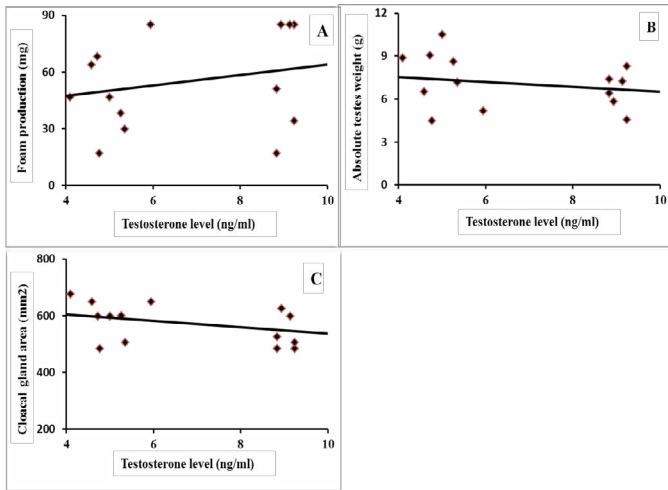 A
Foam production (mg)
90
60
30
0
4 6 8 10
Testosterone level (ng/ml)
B
Absolute testes weight (g)
12
9
6
3
0
4 6 8 10
Testosterone level (ng/ml)
C
Cloacal gland area (mm2)
800
600
400
200
4 6 8 10
Testosterone level (ng/ml)